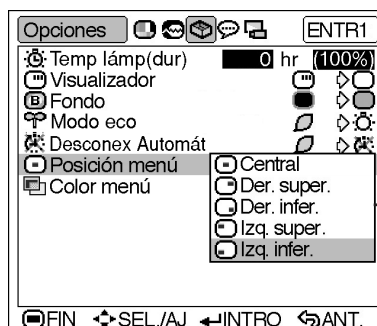 Opciones ENTR1
Temp lámp(dur) 0 hr (100%)
Visualizador
B Fondo
Modo eco
Desconex Automát
Posición menú
Color menú
Central
Der. super.
Der. infer.
Izq. super.
Izq. infer.
FIN SEL./AJ INTRO ANT.